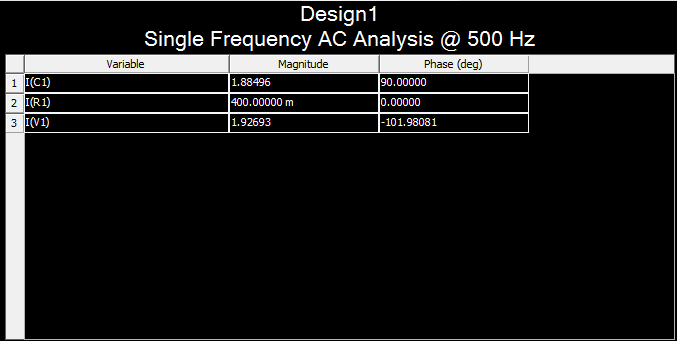 Design1
Single Frequency AC Analysis @ 500 Hz
Variable Magnitude Phase (deg)
1 I(C1) 1.88496 90.00000
2 I(R1) 400.00000 m 0.00000
3 I(V1) 1.92693 -101.98081